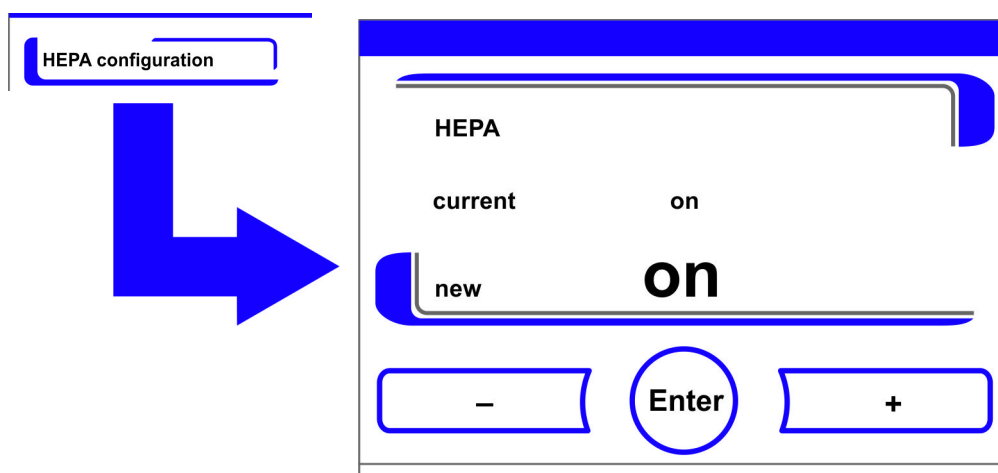 HEPA configuration
HEPA
current on
new on
– Enter +